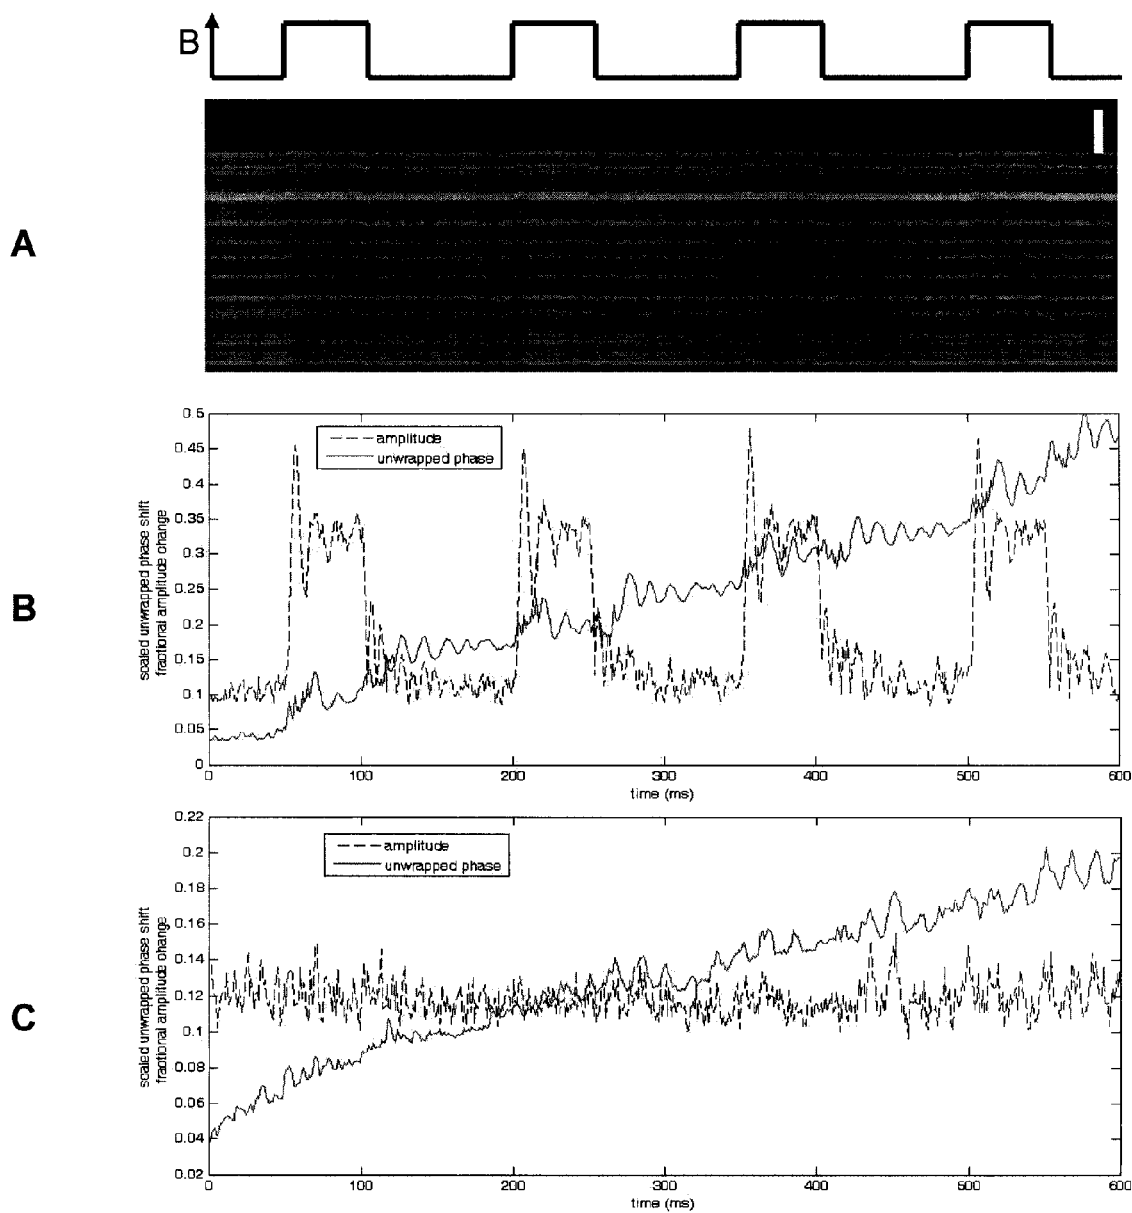 B
A
0.5
0.45
0.4
0.35
0.3
0.25
0.2
0.15
0.1
0.05
0
scaled unwrapped phase shift
fractional amplitude change
amplitude
unwrapped phase
B
0
100
200
300
400
500
600
time (ms)
0.22
0.2
0.18
0.16
0.14
0.12
0.1
0.08
0.06
0.04
0.02
scaled unwrapped phase shift
fractional amplitude change
amplitude
unwrapped phase
C
0
100
200
300
400
500
600
time (ms)